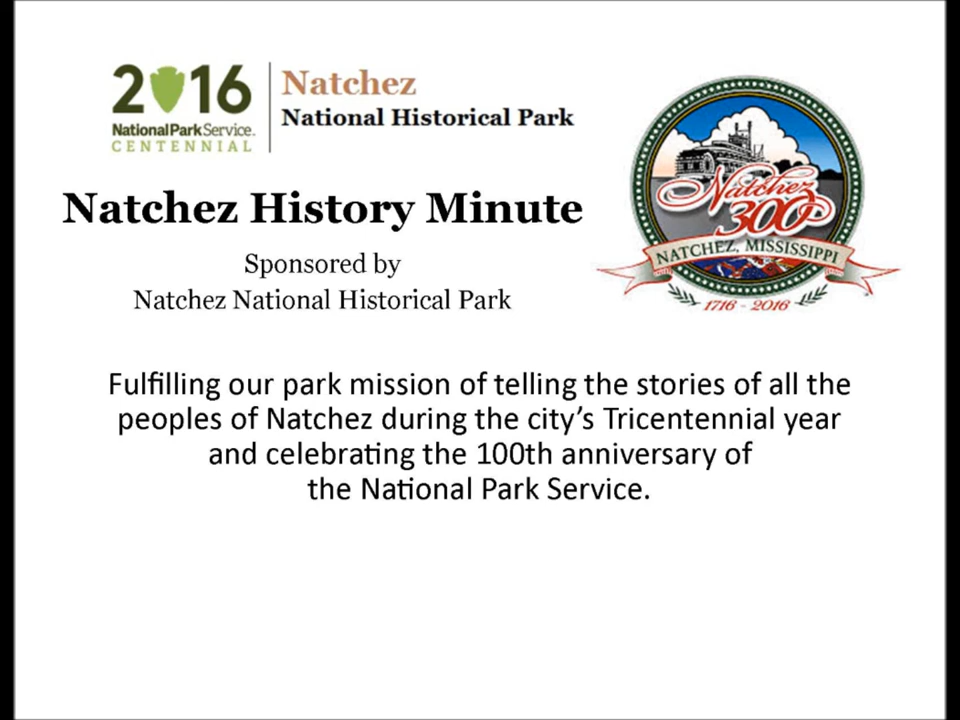 2016
National Park Service.
CENTENNIAL
Natchez
National Historical Park
Natchez History Minute
Sponsored by
Natchez National Historical Park
Natchez
300
NATCHEZ, MISSISSIPPI
1716 - 2016
Fulfilling our park mission of telling the stories of all the
peoples of Natchez during the city’s Tricentennial year
and celebrating the 100th anniversary of
the National Park Service.